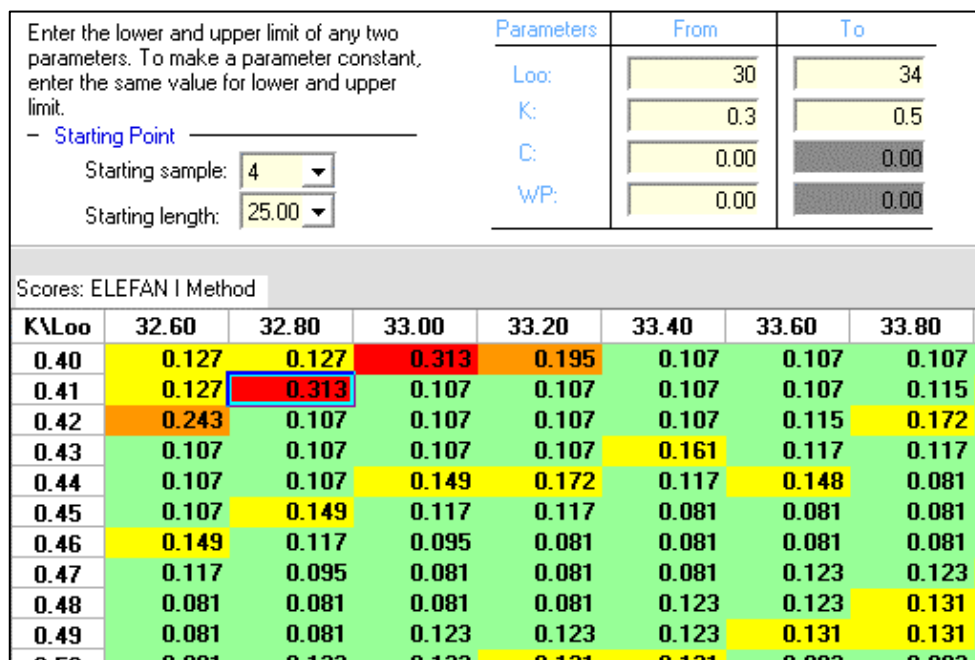 Enter the lower and upper limit of any two
parameters. To make a parameter constant,
enter the same value for lower and upper
limit.
Starting Point
Starting sample: 4
Starting length: 25.00
Parameters From To
Loo: 30 34
K: 0.3 0.5
C: 0.00 0.00
WP: 0.00 0.00
Scores: ELEFAN I Method
K\Loo 32.60 32.80 33.00 33.20 33.40 33.60 33.80
0.40 0.127 0.127 0.313 0.195 0.107 0.107 0.107
0.41 0.127 0.313 0.107 0.107 0.107 0.107 0.115
0.42 0.243 0.107 0.107 0.107 0.107 0.115 0.172
0.43 0.107 0.107 0.107 0.107 0.161 0.117 0.117
0.44 0.107 0.107 0.149 0.172 0.117 0.148 0.081
0.45 0.107 0.149 0.117 0.117 0.081 0.081 0.081
0.46 0.149 0.117 0.095 0.081 0.081 0.081 0.081
0.47 0.117 0.095 0.081 0.081 0.081 0.123 0.123
0.48 0.081 0.081 0.081 0.081 0.123 0.123 0.131
0.49 0.081 0.081 0.123 0.123 0.123 0.131 0.131